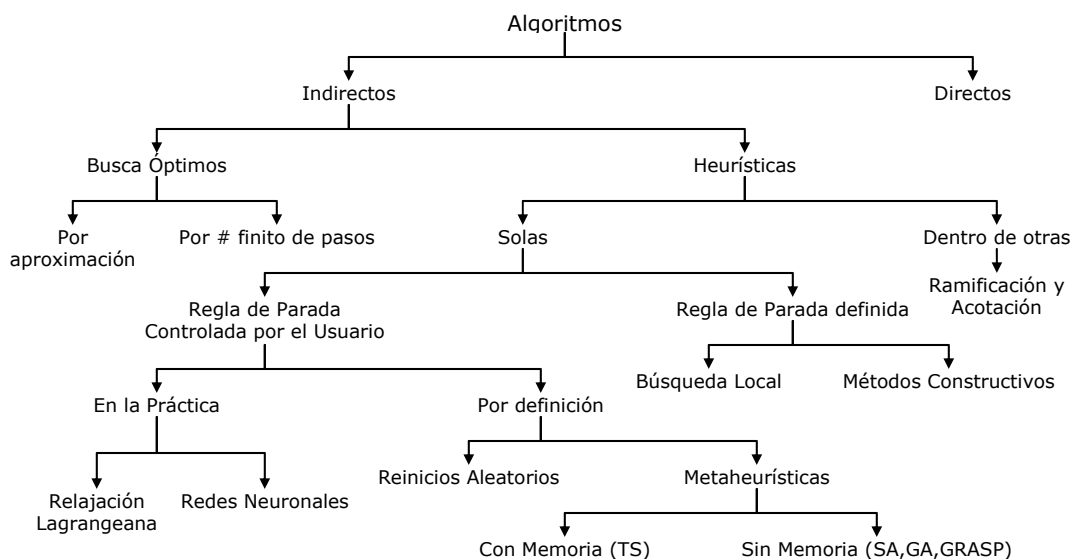 Algoritmos
Indirectos
Directos
Busca Óptimos
Heurísticas
Por
aproximación
Por # finito de pasos
Solas
Dentro de otras
Regla de Parada
Controlada por el Usuario
Regla de Parada definida
Ramificación y
Acotación
En la Práctica
Por definición
Búsqueda Local
Métodos Constructivos
Relajación
Lagrangeana
Redes Neuronales
Reinicios Aleatorios
Metaheurísticas
Con Memoria (TS)
Sin Memoria (SA,GA,GRASP)